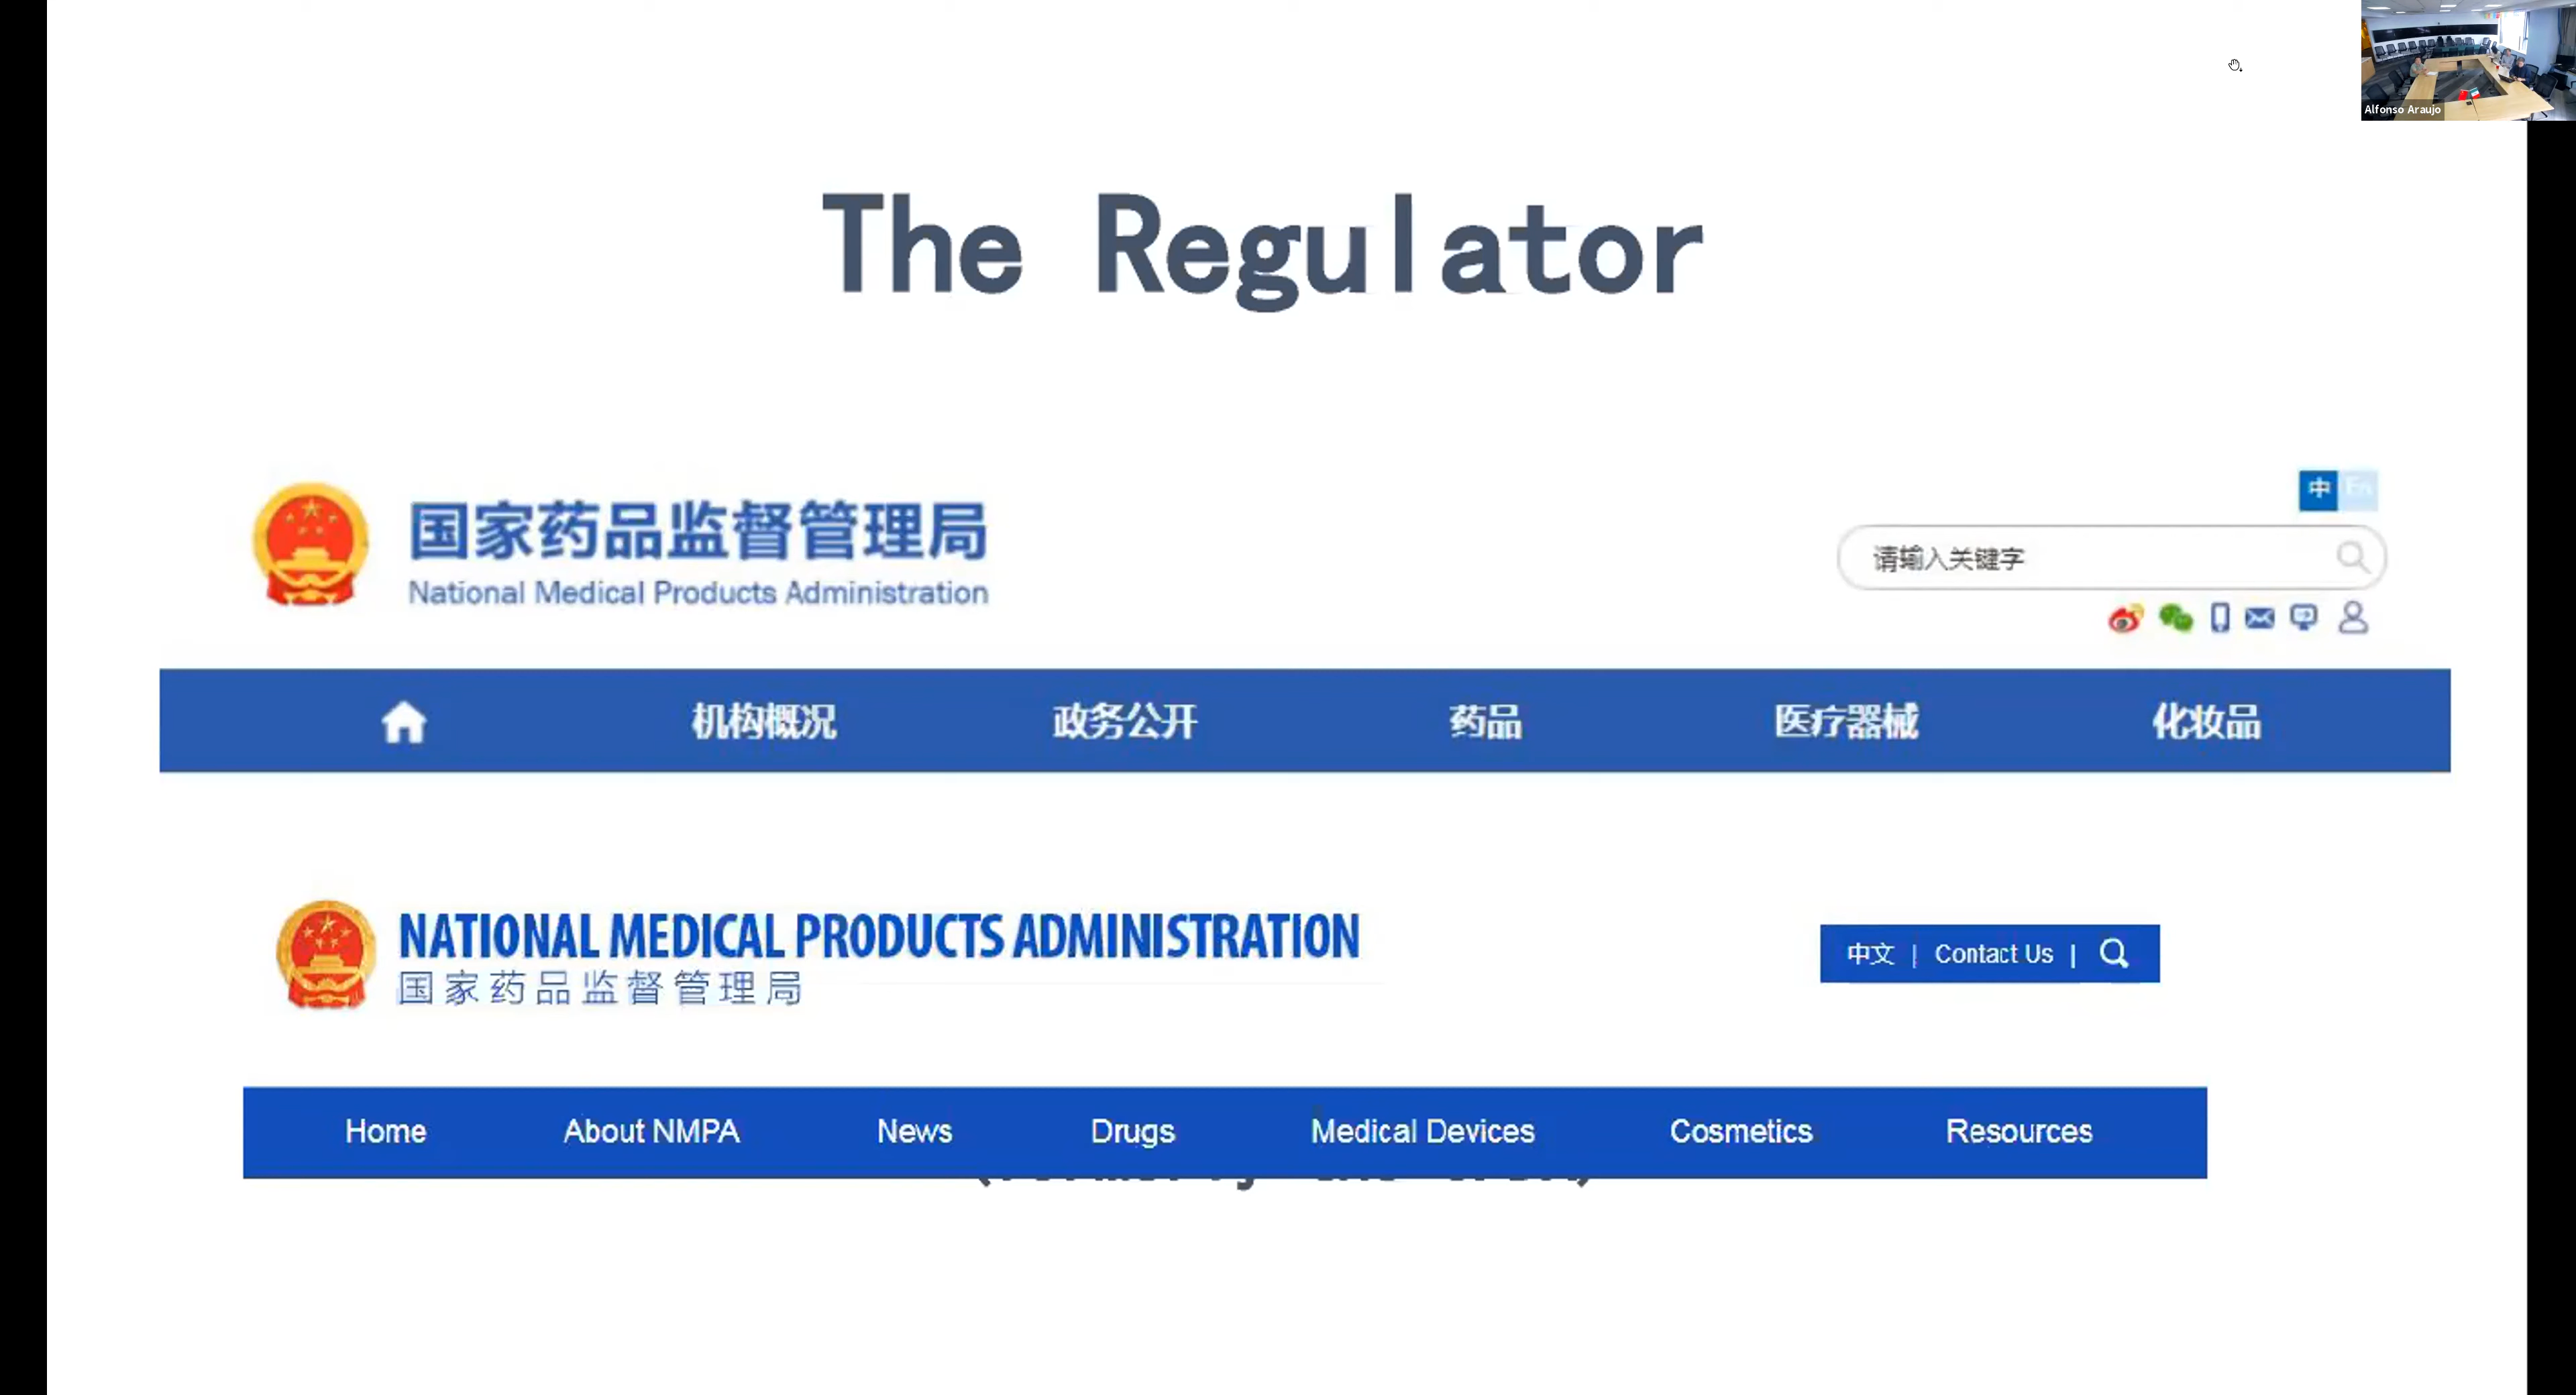 Alfonso Araujo
The Regulator
国家药品监督管理局
National Medical Products Administration
中 En
请输入关键字
机构概况 政务公开 药品 医疗器械 化妆品
NATIONAL MEDICAL PRODUCTS ADMINISTRATION
国家药品监督管理局
中文 | Contact Us |
Home About NMPA News Drugs Medical Devices Cosmetics Resources